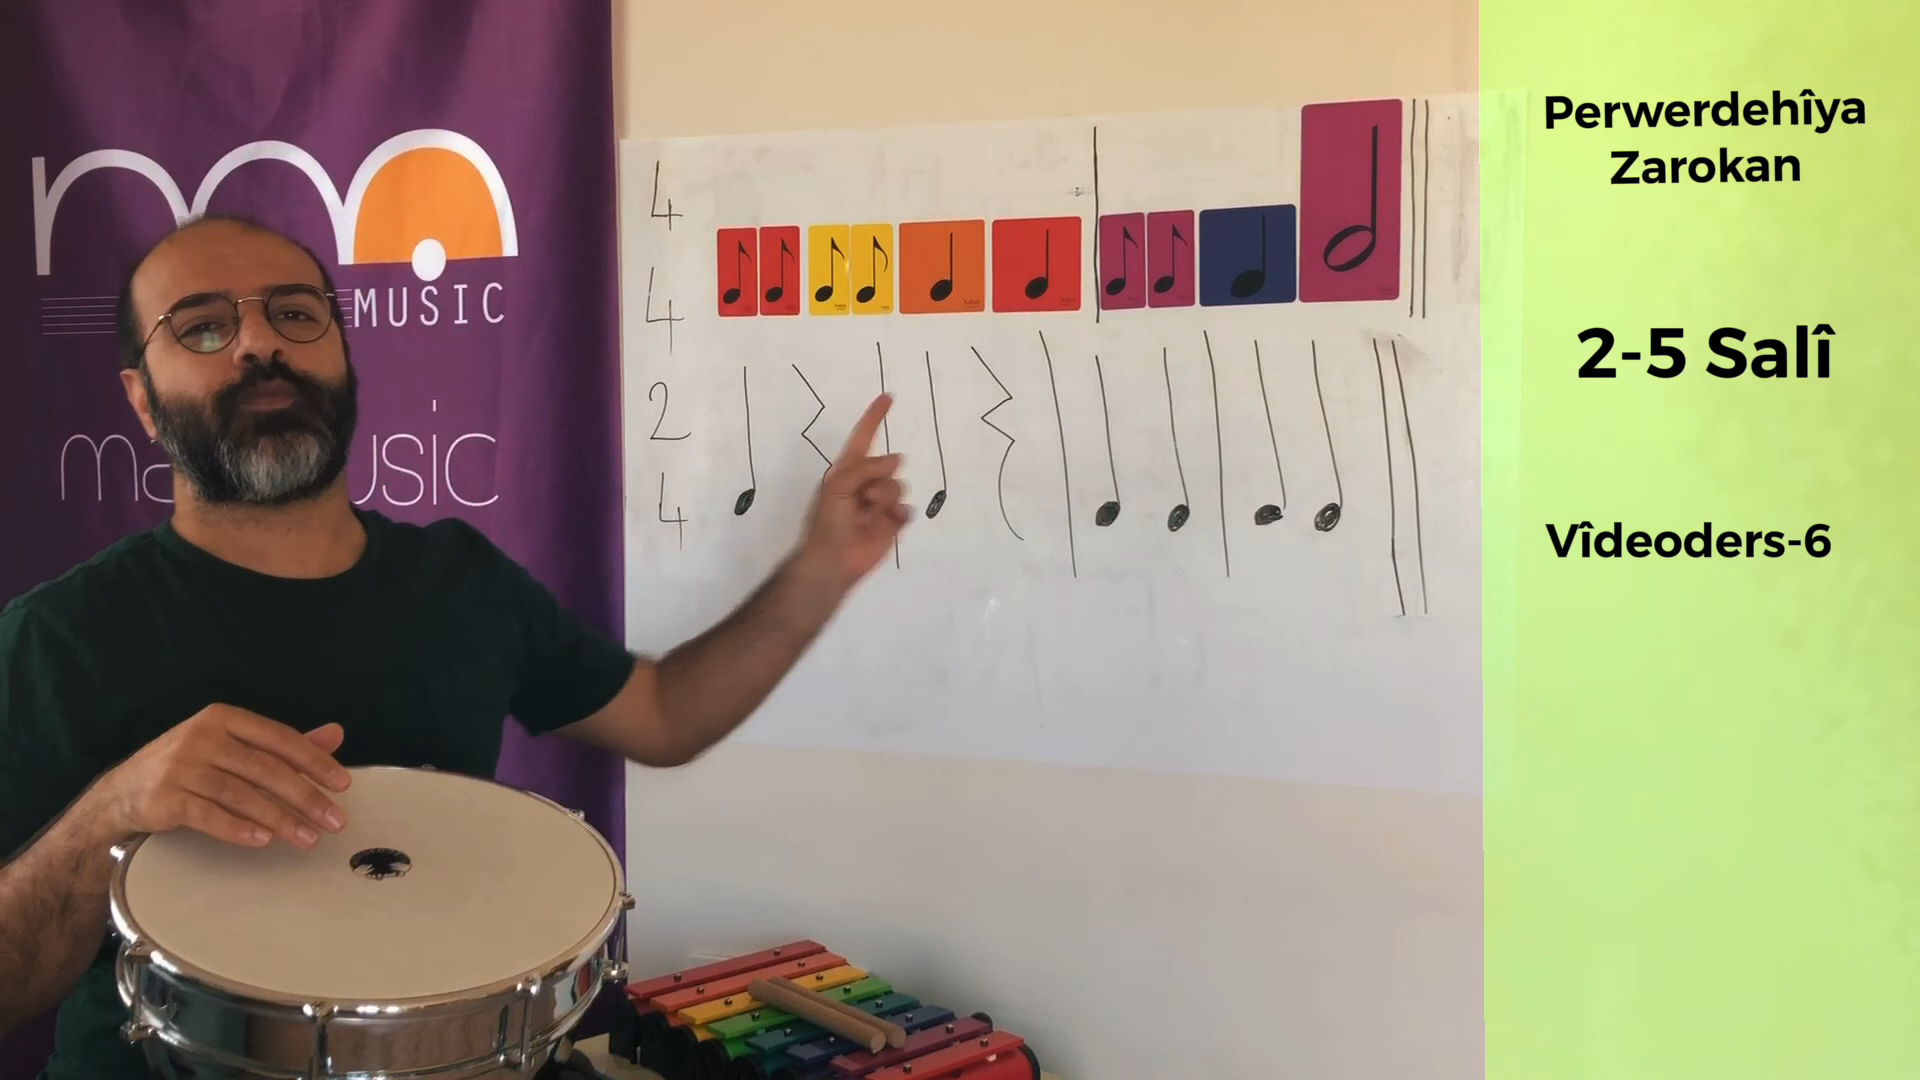 MUSIC
4
4
2
4
Perwerdehîya
Zarokan
2-5 Salî
Vîdeoders-6